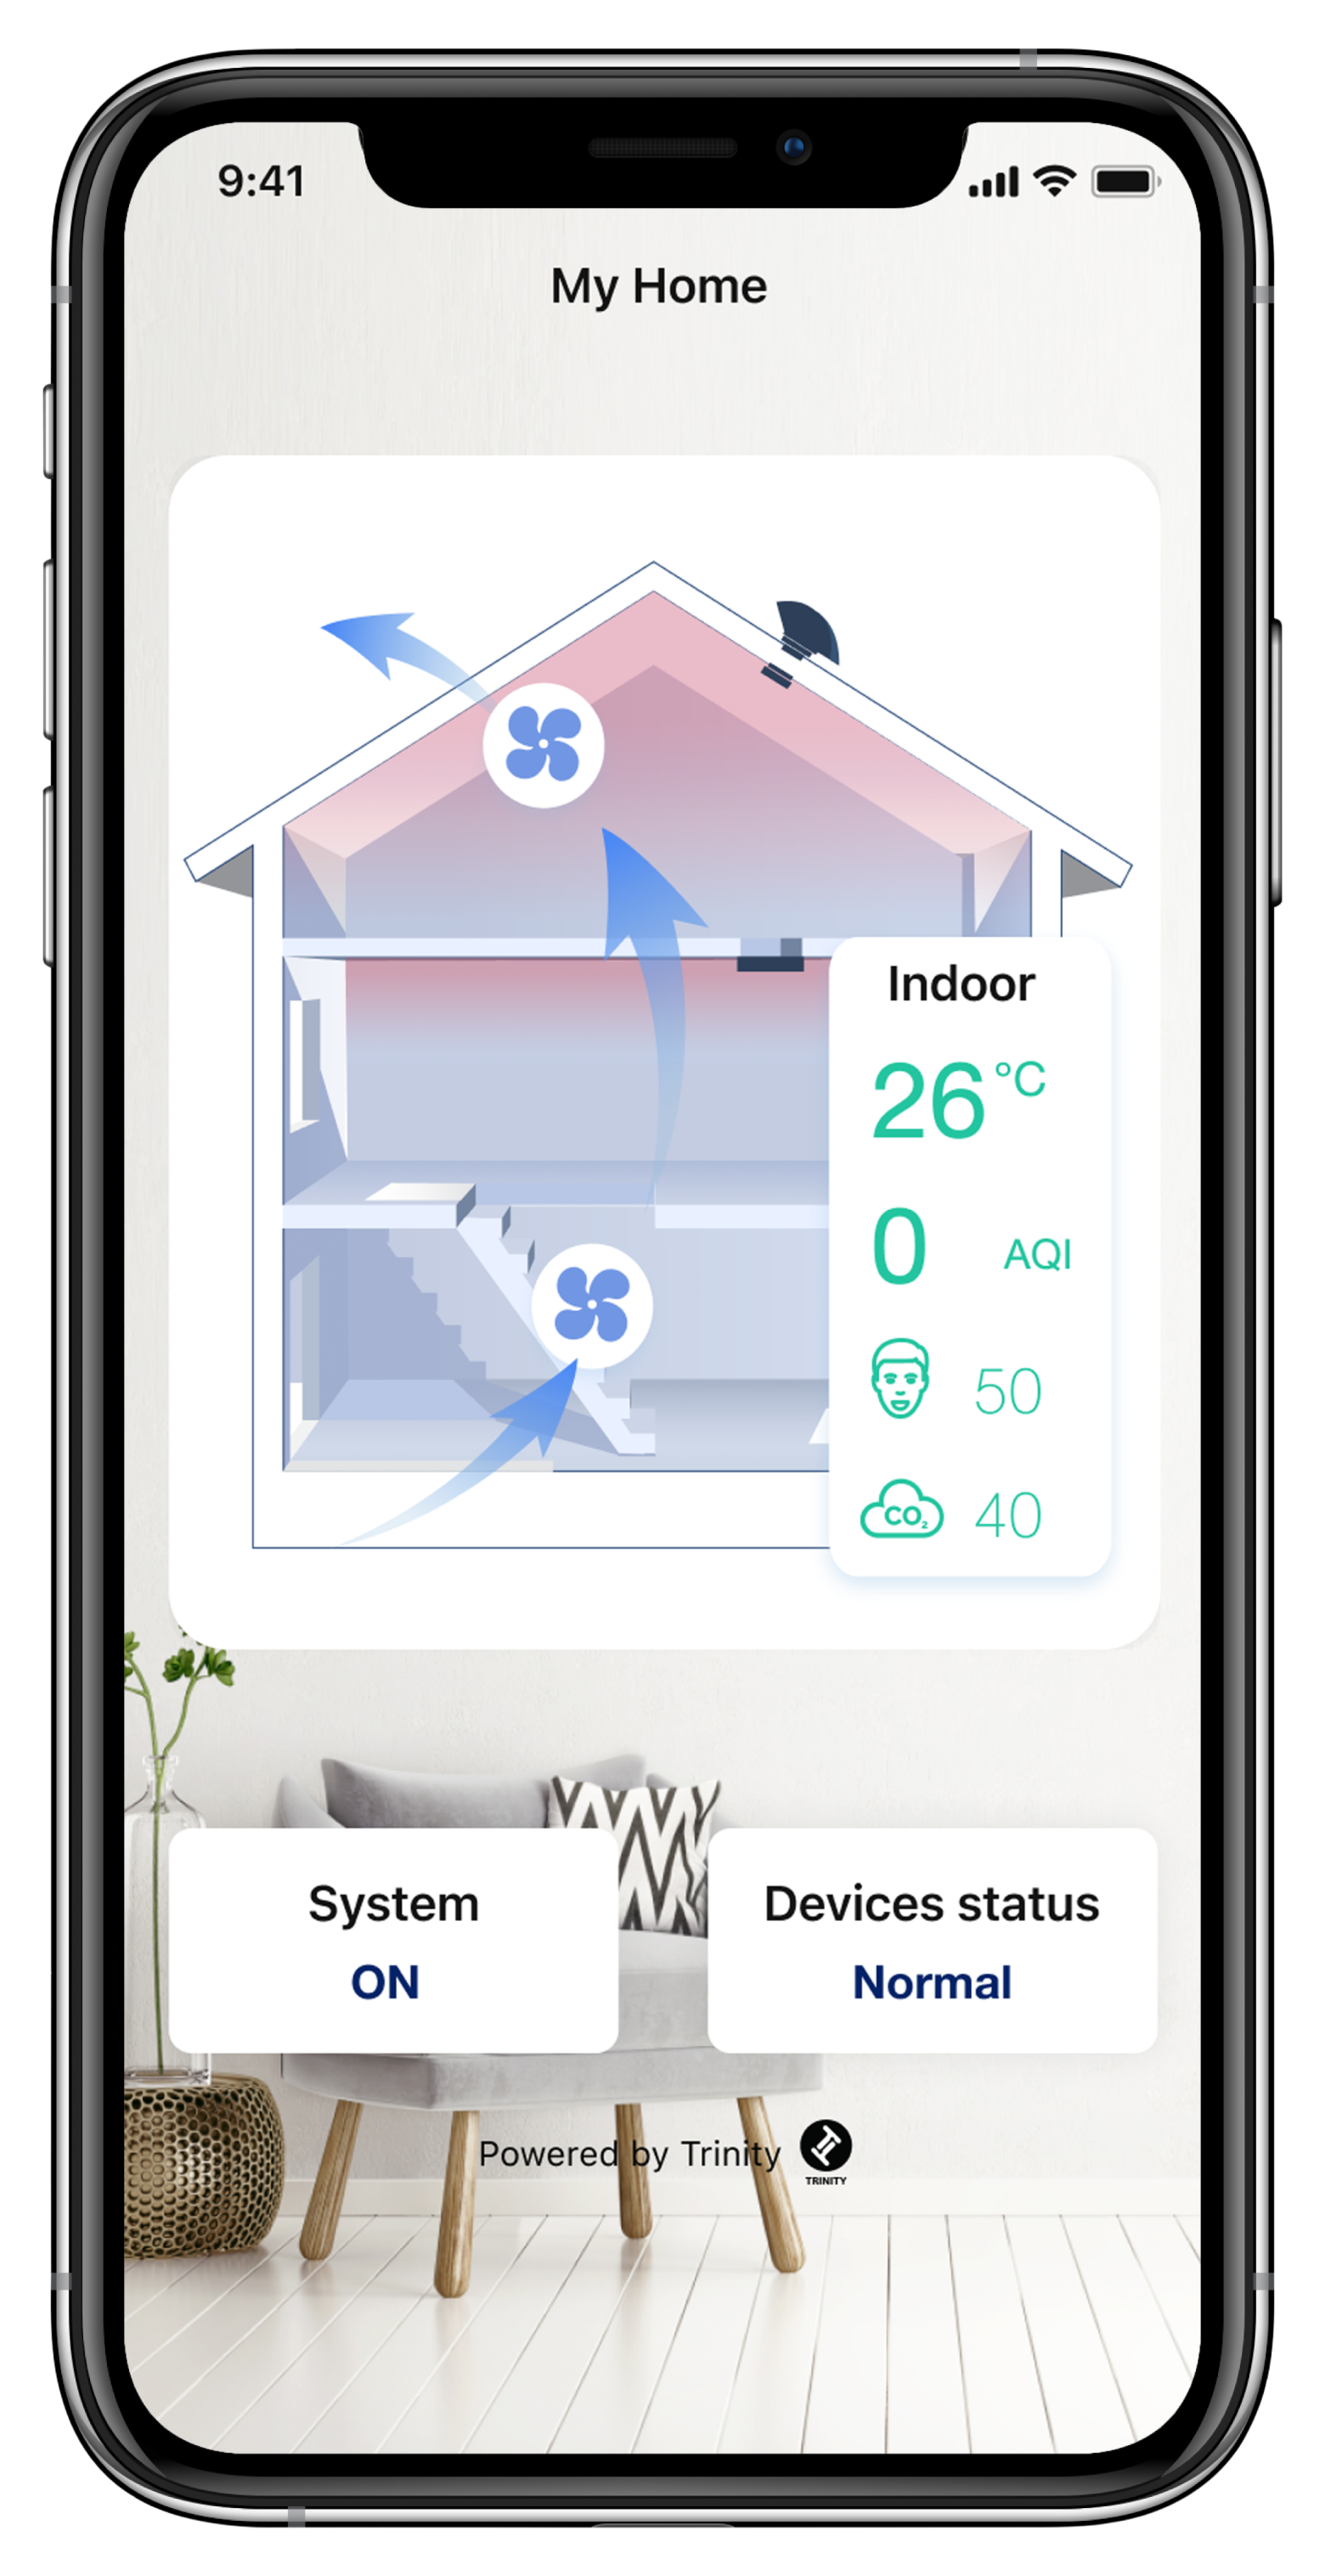 9:41
My Home
Indoor
26 °C
0 AQI
50
CO₂ 40
System
ON
Devices status
Normal
Powered by Trinity
TRINITY